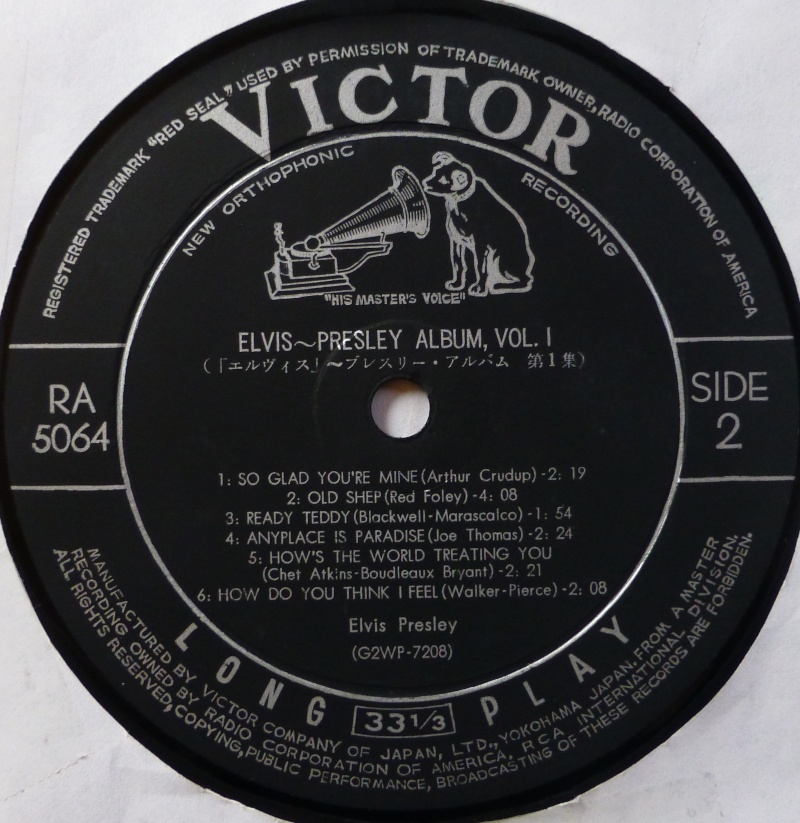 REGISTERED TRADEMARK "RED SEAL" USED BY PERMISSION OF TRADEMARK OWNER, RADIO CORPORATION OF AMERICA
VICTOR
NEW ORTHOPHONIC RECORDING
"HIS MASTER'S VOICE"
ELVIS~PRESLEY ALBUM, VOL. I
(「エルヴィス」~プレスリー・アルバム 第1集)
RA
5064
SIDE
2
1: SO GLAD YOU'RE MINE (Arthur Crudup) - 2: 19
2: OLD SHEP (Red Foley) - 4: 08
3: READY TEDDY (Blackwell-Marascalco) - 1: 54
4: ANYPLACE IS PARADISE (Joe Thomas) - 2: 24
5: HOW'S THE WORLD TREATING YOU
(Chet Atkins-Boudleaux Bryant) - 2: 21
6: HOW DO YOU THINK I FEEL (Walker-Pierce) - 2: 08
Elvis Presley
(G2WP-7208)
LONG 33 1/3 PLAY
MANUFACTURED BY VICTOR COMPANY OF JAPAN, LTD., YOKOHAMA JAPAN. FROM A MASTER
RECORDING OWNED BY RADIO CORPORATION OF AMERICA. RCA INTERNATIONAL DIVISION.
ALL RIGHTS RESERVED, COPYING, PUBLIC PERFORMANCE, BROADCASTING OF THESE RECORDS ARE FORBIDDEN.